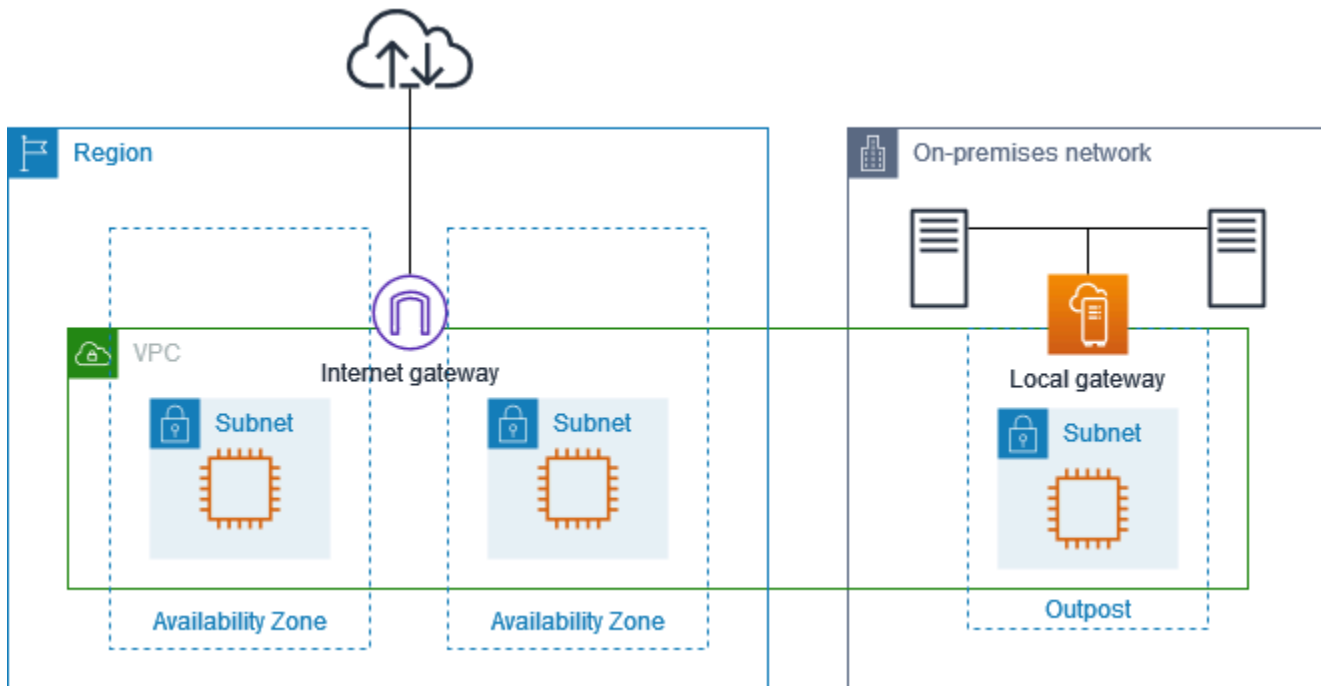 Region
On-premises network
VPC
Internet gateway
Local gateway
Subnet
Subnet
Subnet
Availability Zone
Availability Zone
Outpost